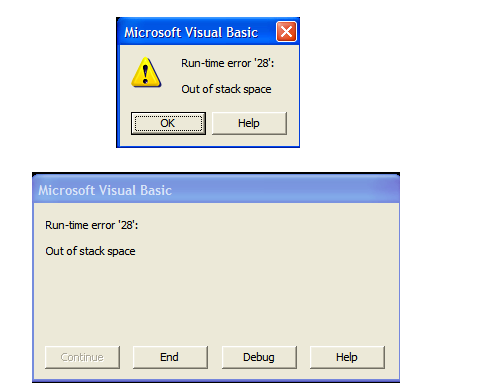 Microsoft Visual Basic
Run-time error '28':
Out of stack space
OK Help
Microsoft Visual Basic
Run-time error '28':
Out of stack space
Continue End Debug Help